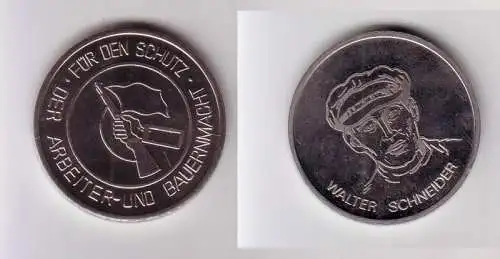 · FÜR DEN SCHUTZ ·
DER ARBEITER-UND BAUERNMACHT
WALTER SCHNEIDER